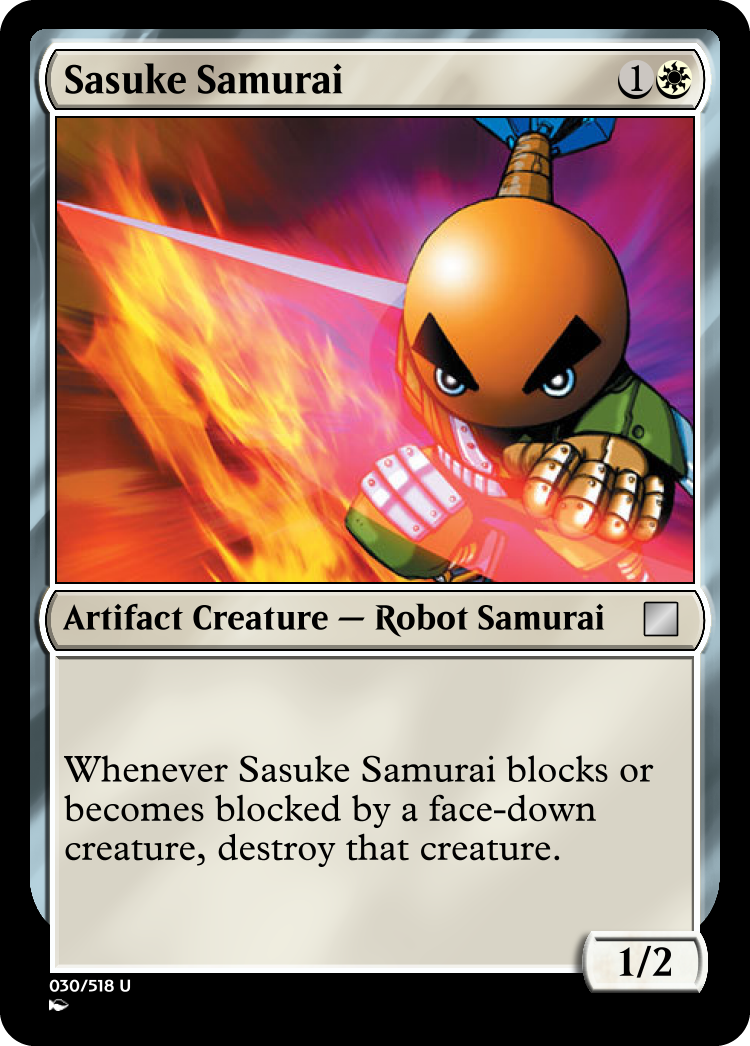 Sasuke Samurai 1
Artifact Creature — Robot Samurai
Whenever Sasuke Samurai blocks or
becomes blocked by a face-down
creature, destroy that creature.
1/2
030/518 U